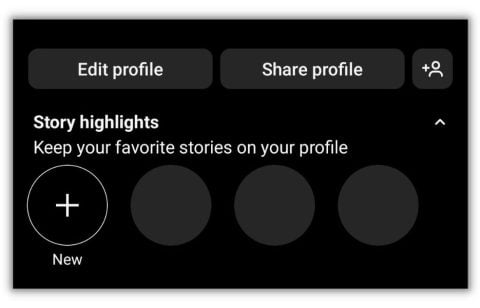 Edit profile
Share profile
Story highlights
Keep your favorite stories on your profile
New